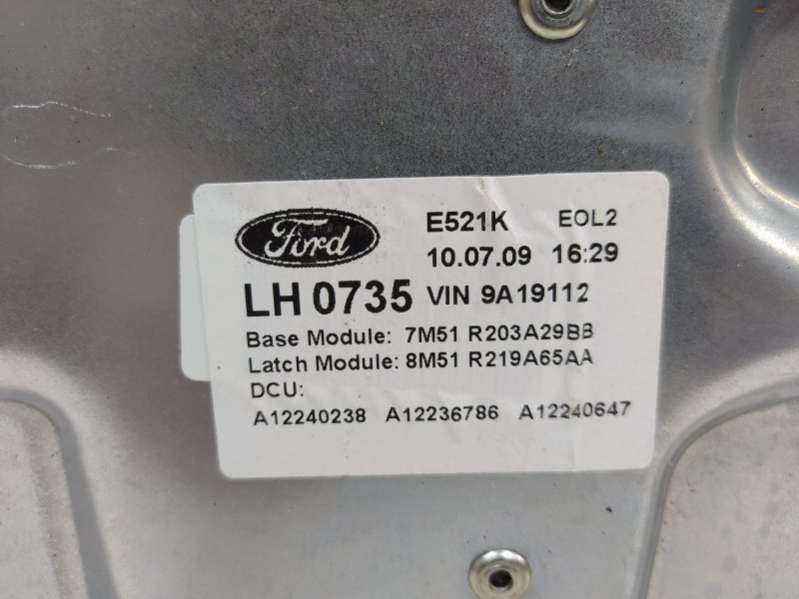 Ford
E521K EOL2
10.07.09 16:29
LH 0735 VIN 9A19112
Base Module: 7M51 R203A29BB
Latch Module: 8M51 R219A65AA
DCU:
A12240238 A12236786 A12240647